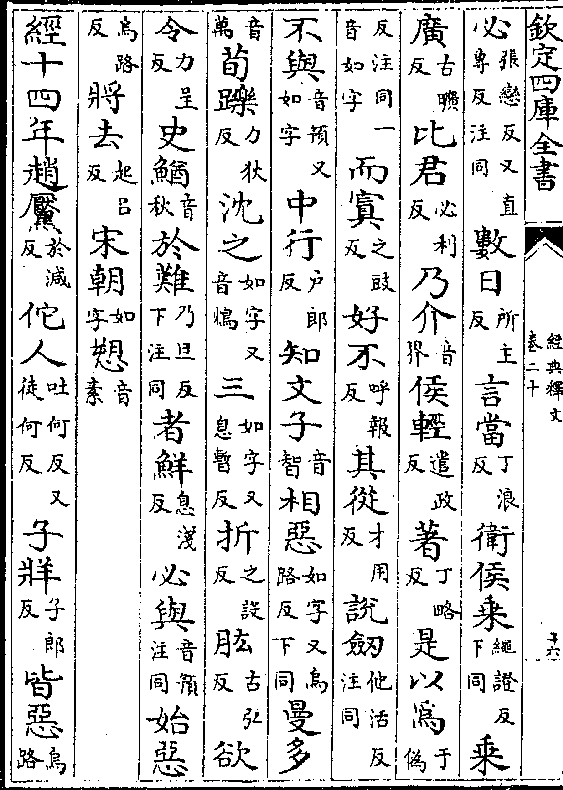 欽定四庫全書
經典釋文
卷二十
十六
必張戀反又直專反注同數日所主反言當丁浪反衛侯乗繩證反下同乗
廣古曠反比君必利反乃介音界侯輕遣政反著丁略反是以爲于偽
反注同一音如字而寘之豉反好不呼報反其從才用反說劒他活反注同
不與音預又如字中行户郎反知文子音智相惡如字又烏路反下同曼多
音萬荀躒力狄反沈之如字又音鴆三如字又息暫反折之設反肱古弘反欲
令力呈反史鰌音秋於難乃旦反下注同者鮮息淺反必與音預注同始惡
烏路反將去起呂反宋朝如字愬音素
經十四年趙黶於減反佗人吐何反又徒何反子牂子郎反皆惡烏路